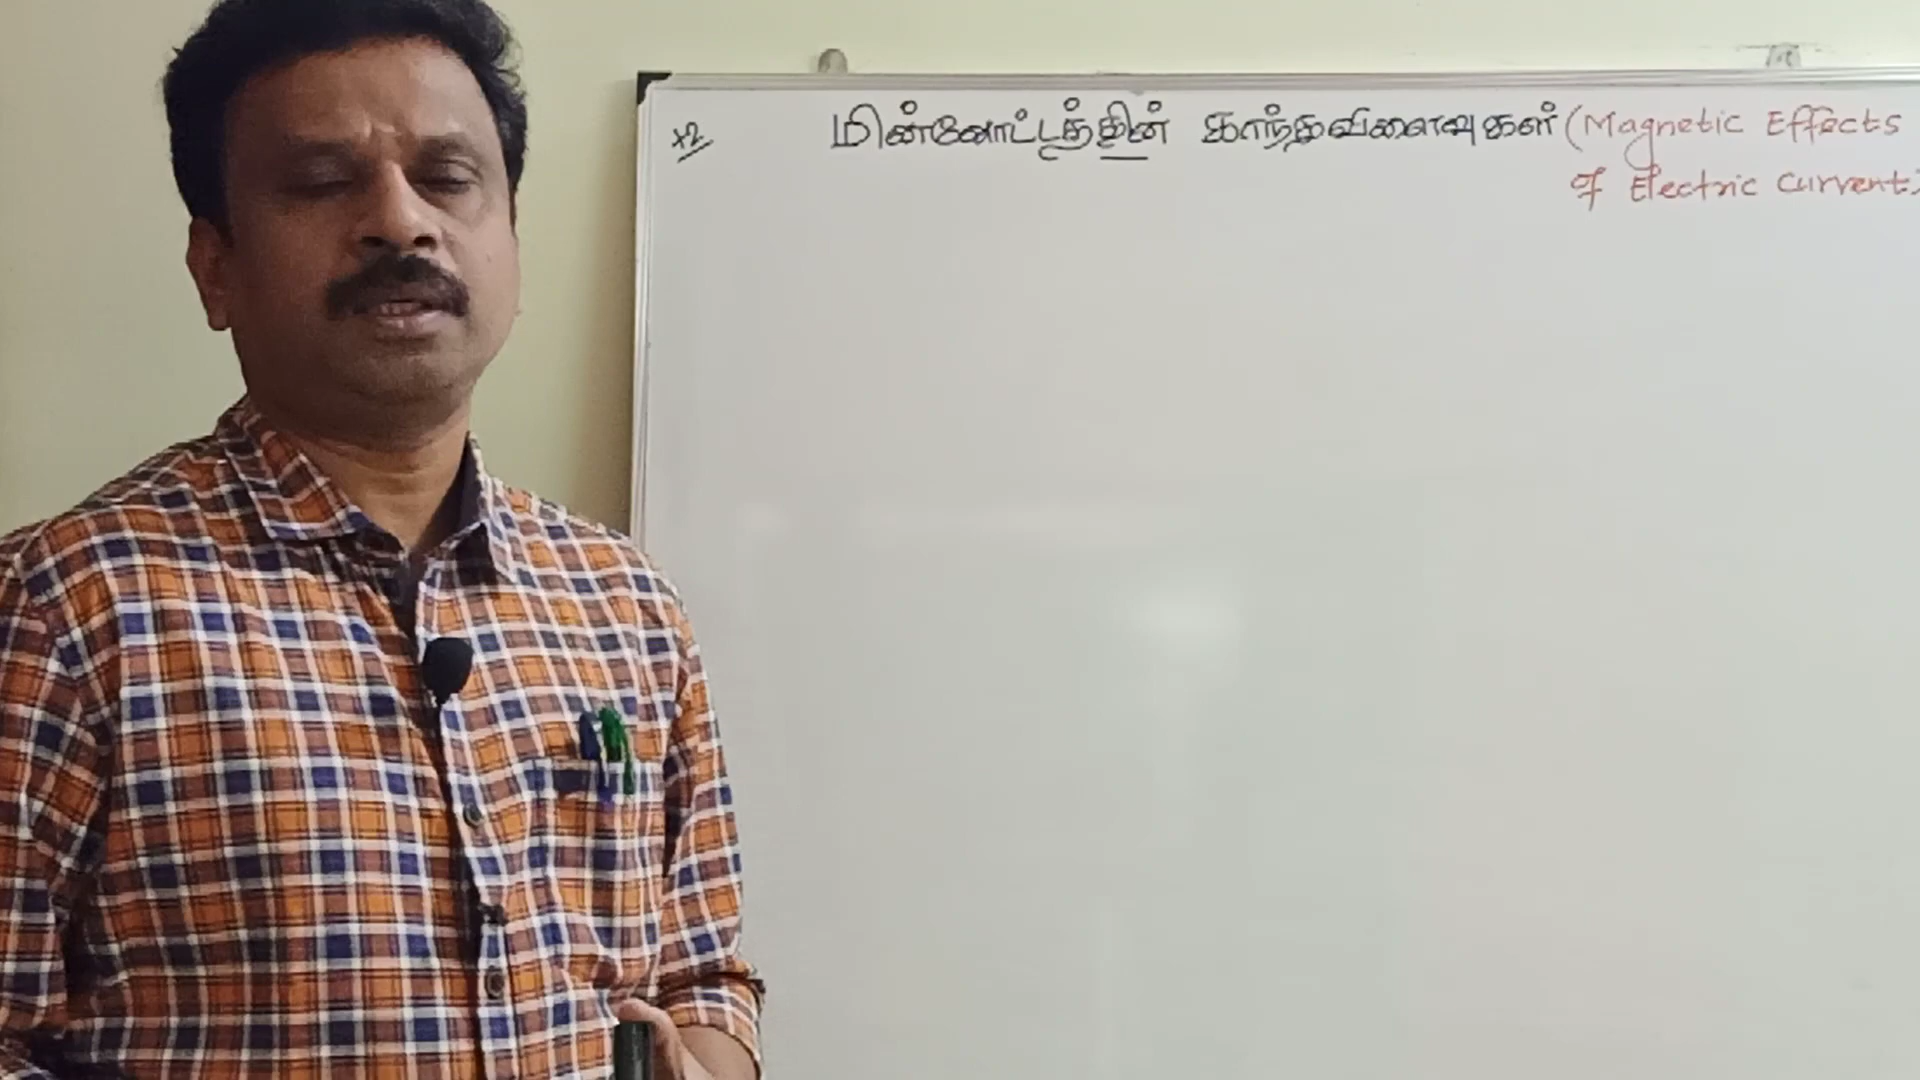 +2 மின்னோட்டத்தின் காந்தவிளைவுகள் (Magnetic Effects
of Electric Current)